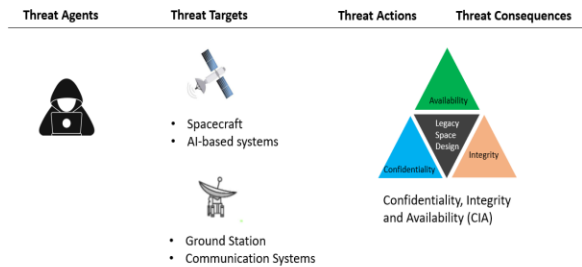 Threat Agents
Threat Targets
Threat Actions
Threat Consequences
• Spacecraft
• AI-based systems
• Ground Station
• Communication Systems
Availability
Legacy
Space
Design
Confidentiality
Integrity
Confidentiality, Integrity
and Availability (CIA)